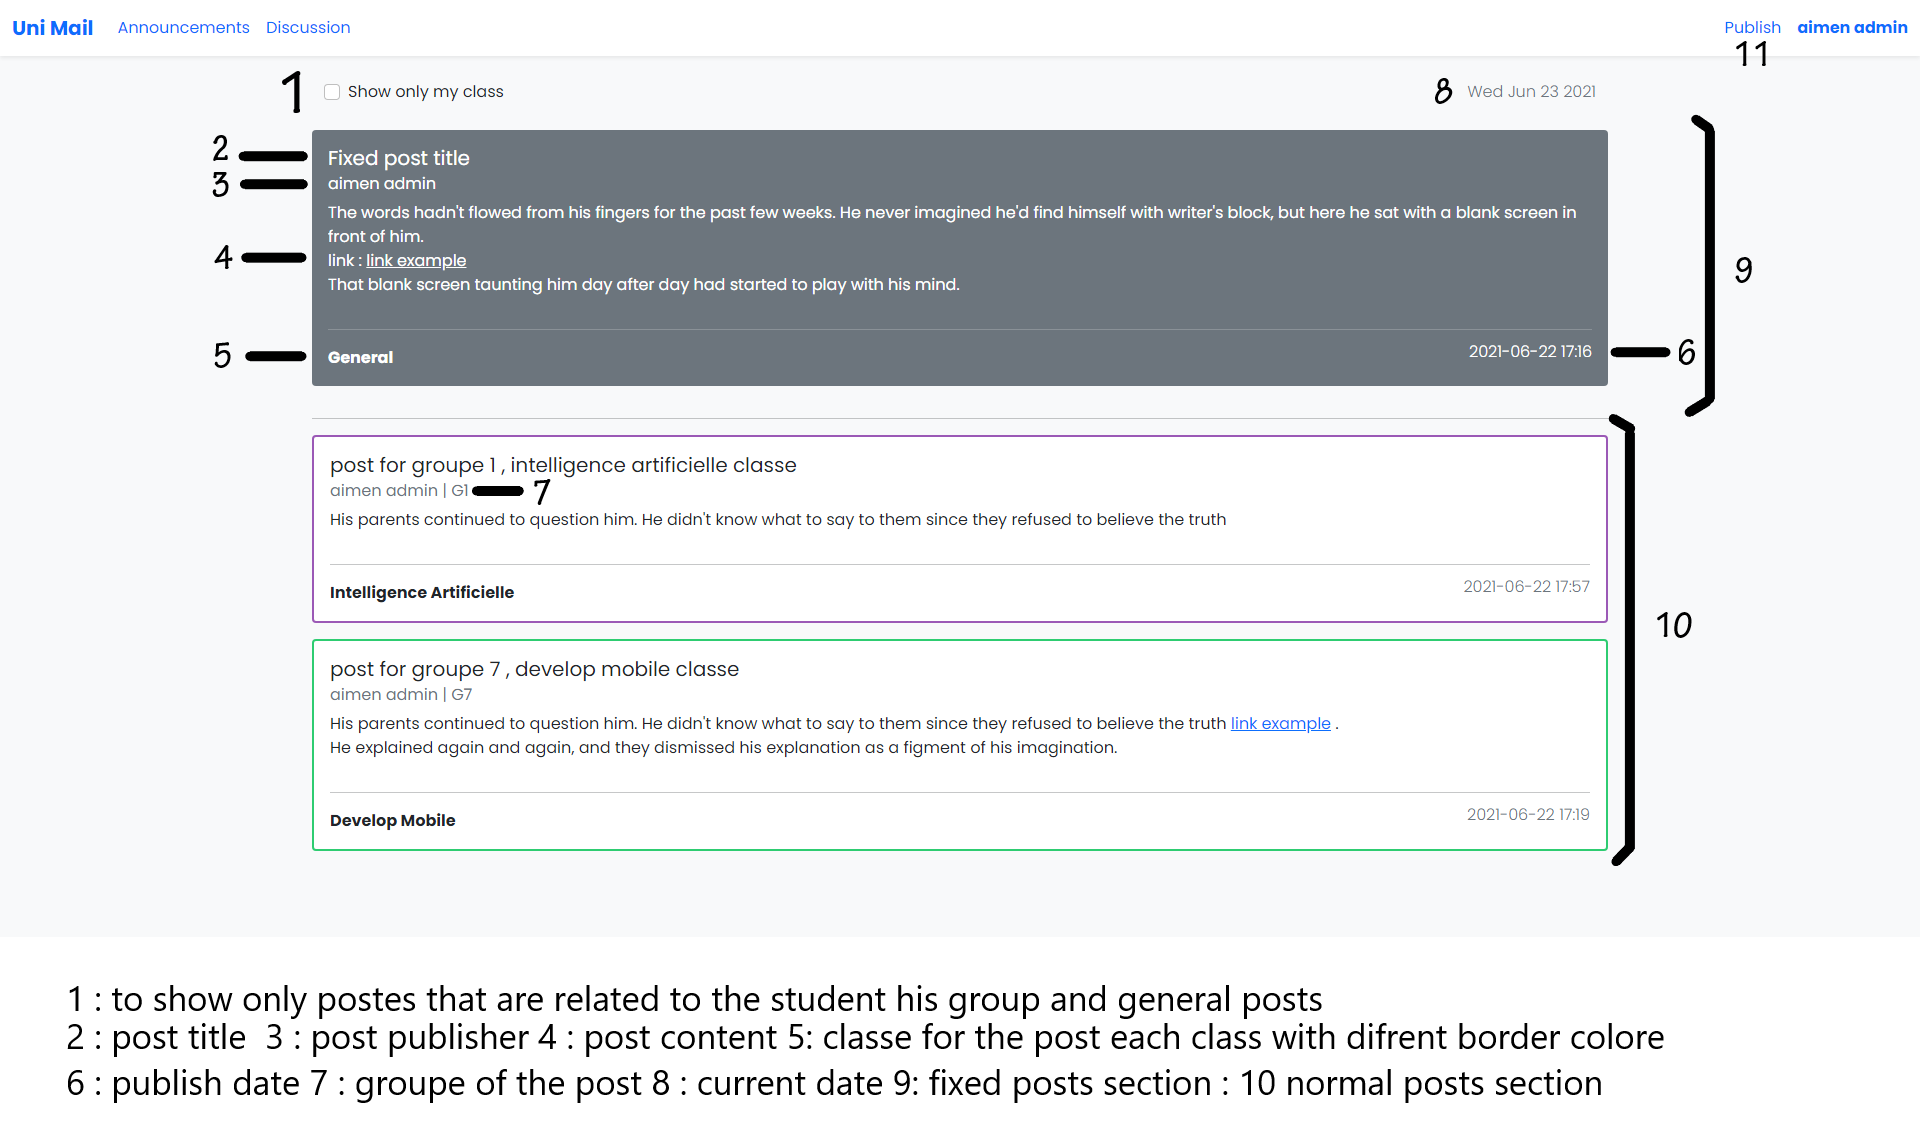 Uni Mail Announcements Discussion Publish aimen admin
11
1 Show only my class 8 Wed Jun 23 2021
2 Fixed post title
3 aimen admin
The words hadn't flowed from his fingers for the past few weeks. He never imagined he'd find himself with writer's block, but here he sat with a blank screen in
front of him.
4 link : link example
9
That blank screen taunting him day after day had started to play with his mind.
5 General 2021-06-22 17:16 6
post for groupe 1 , intelligence artificielle classe
aimen admin | G1 7
His parents continued to question him. He didn't know what to say to them since they refused to believe the truth
Intelligence Artificielle 2021-06-22 17:57
10
post for groupe 7 , develop mobile classe
aimen admin | G7
His parents continued to question him. He didn't know what to say to them since they refused to believe the truth link example .
He explained again and again, and they dismissed his explanation as a figment of his imagination.
Develop Mobile 2021-06-22 17:19
1 : to show only postes that are related to the student his group and general posts
2 : post title 3 : post publisher 4 : post content 5: classe for the post each class with difrent border colore
6 : publish date 7 : groupe of the post 8 : current date 9: fixed posts section : 10 normal posts section